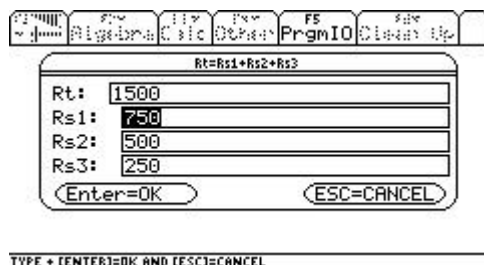 Algebra Calc Other PrgmIO Clean Up
F5
Rt=Rs1+Rs2+Rs3
Rt: 1500
Rs1: 750
Rs2: 500
Rs3: 250
Enter=OK ESC=CANCEL
TYPE + [ENTER]=OK AND [ESC]=CANCEL